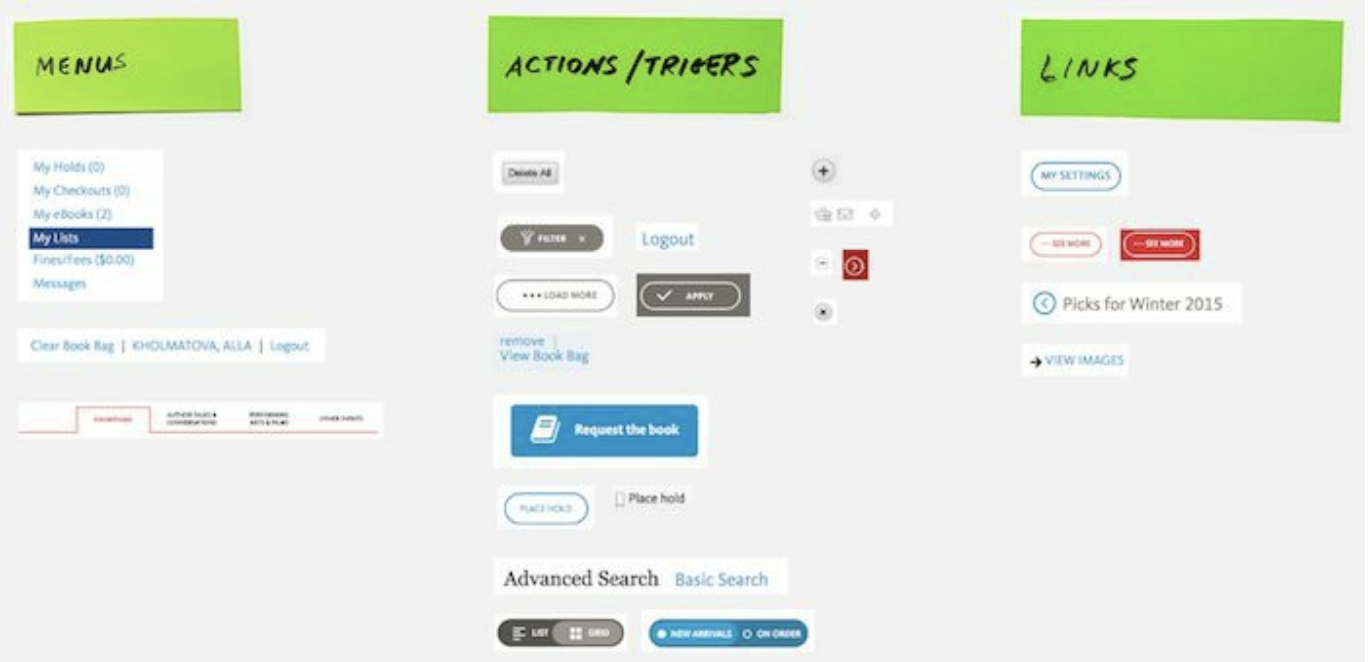 MENUS
My Holds (0)
My Checkouts (0)
My eBooks (2)
My Lists
Fines/Fees ($0.00)
Messages
Clear Book Bag | KHOLMATOVA, ALLA | Logout
EXHIBITIONS
AUTHOR TALKS &
CONVERSATIONS
PERFORMING
ARTS & FILMS
OTHER EVENTS
ACTIONS/TRIGERS
Delete All
FILTER ×
Logout
LOAD MORE
APPLY
remove |
View Book Bag
Request the book
PLACE HOLD
Place hold
Advanced Search Basic Search
LIST GRID
NEW ARRIVALS ON ORDER
LINKS
MY SETTINGS
SEE MORE
SEE MORE
Picks for Winter 2015
VIEW IMAGES